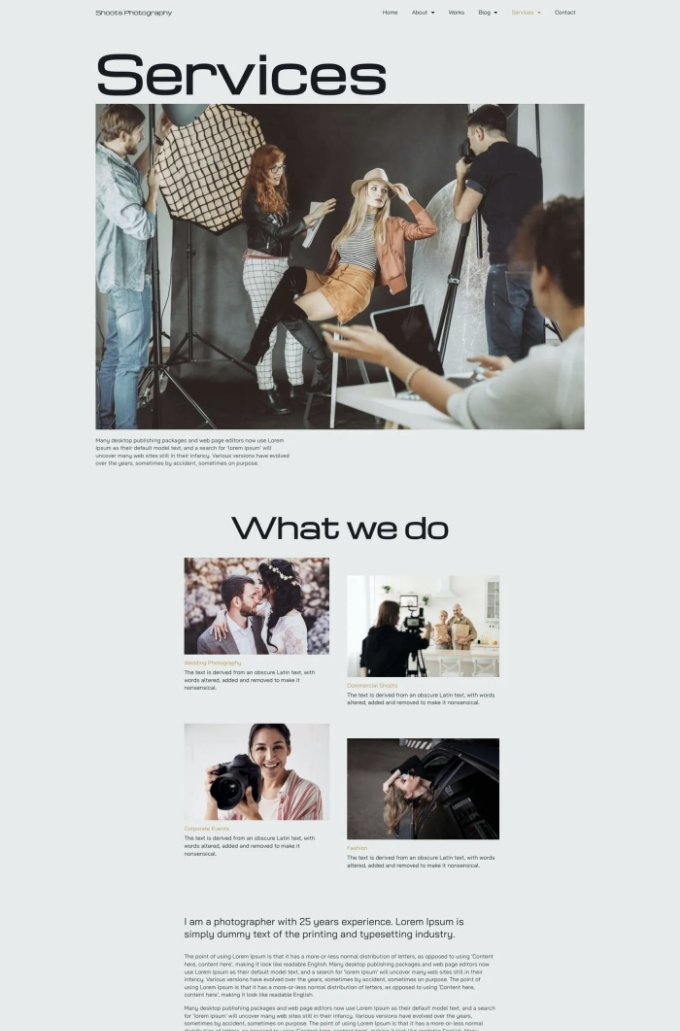 Shoots Photography
Home About Works Blog Services Contact
Services
Many desktop publishing packages and web page editors now use Lorem
Ipsum as their default model text, and a search for 'lorem ipsum' will
uncover many web sites still in their infancy. Various versions have evolved
over the years, sometimes by accident, sometimes on purpose.
What we do
Wedding Photography
The text is derived from an obscure Latin text, with
words altered, added and removed to make it
nonsensical.
Commercial Shoots
The text is derived from an obscure Latin text, with words
altered, added and removed to make it nonsensical.
Corporate Events
The text is derived from an obscure Latin text, with
words altered, added and removed to make it
nonsensical.
Fashion
The text is derived from an obscure Latin text, with words
altered, added and removed to make it nonsensical.
I am a photographer with 25 years experience. Lorem Ipsum is
simply dummy text of the printing and typesetting industry.
The point of using Lorem Ipsum is that it has a more-or-less normal distribution of letters, as opposed to using 'Content
here, content here', making it look like readable English. Many desktop publishing packages and web page editors now
use Lorem Ipsum as their default model text, and a search for 'lorem ipsum' will uncover many web sites still in their
infancy. Various versions have evolved over the years, sometimes by accident, sometimes on purpose. The point of
using Lorem Ipsum is that it has a more-or-less normal distribution of letters, as opposed to using 'Content here,
content here', making it look like readable English.
Many desktop publishing packages and web page editors now use Lorem Ipsum as their default model text, and a search
for 'lorem ipsum' will uncover many web sites still in their infancy. Various versions have evolved over the years,
sometimes by accident, sometimes on purpose. The point of using Lorem Ipsum is that it has a more-or-less normal